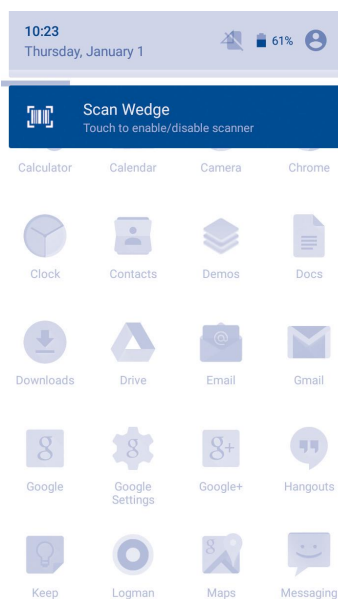 10:23
Thursday, January 1
61%
Scan Wedge
Touch to enable/disable scanner
Calculator Calendar Camera Chrome
Clock Contacts Demos Docs
Downloads Drive Email Gmail
Google Google Settings Google+ Hangouts
Keep Logman Maps Messaging